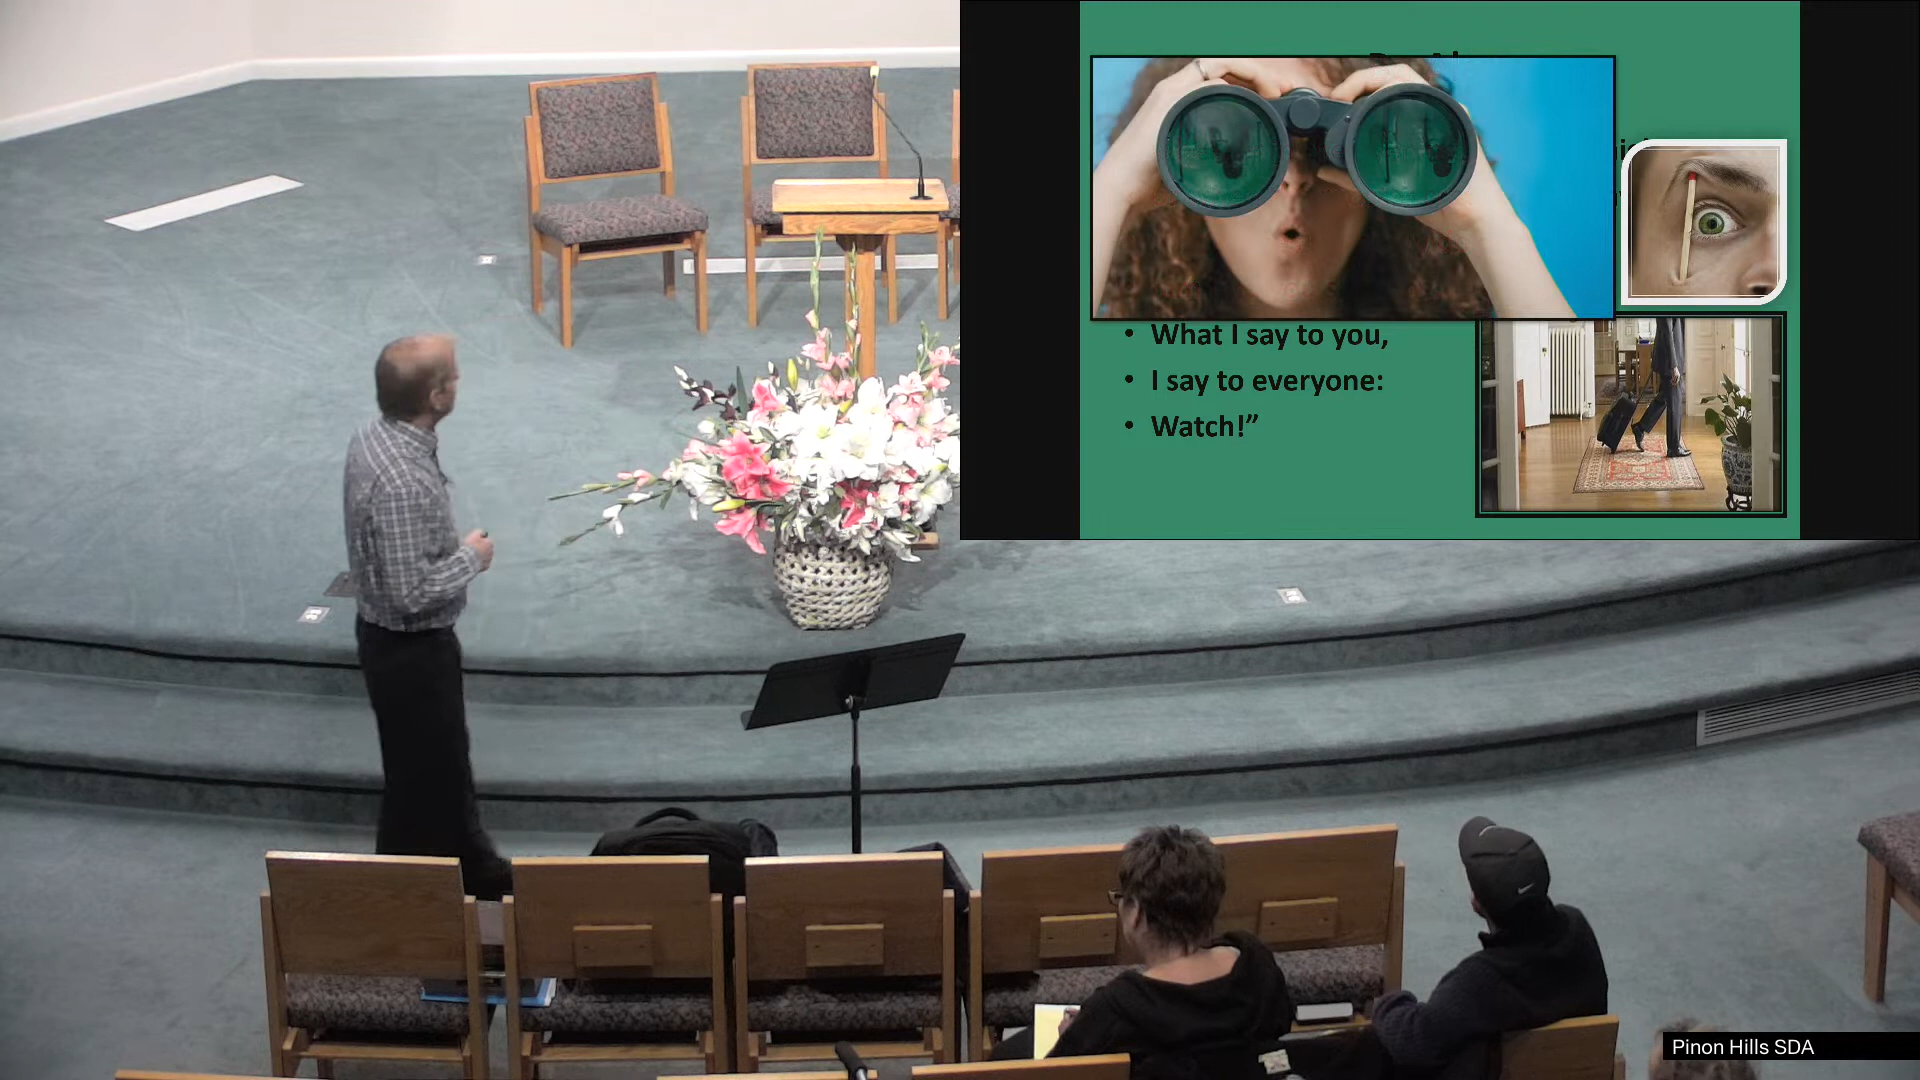 What I say to you,
I say to everyone:
Watch!”
Pinon Hills SDA